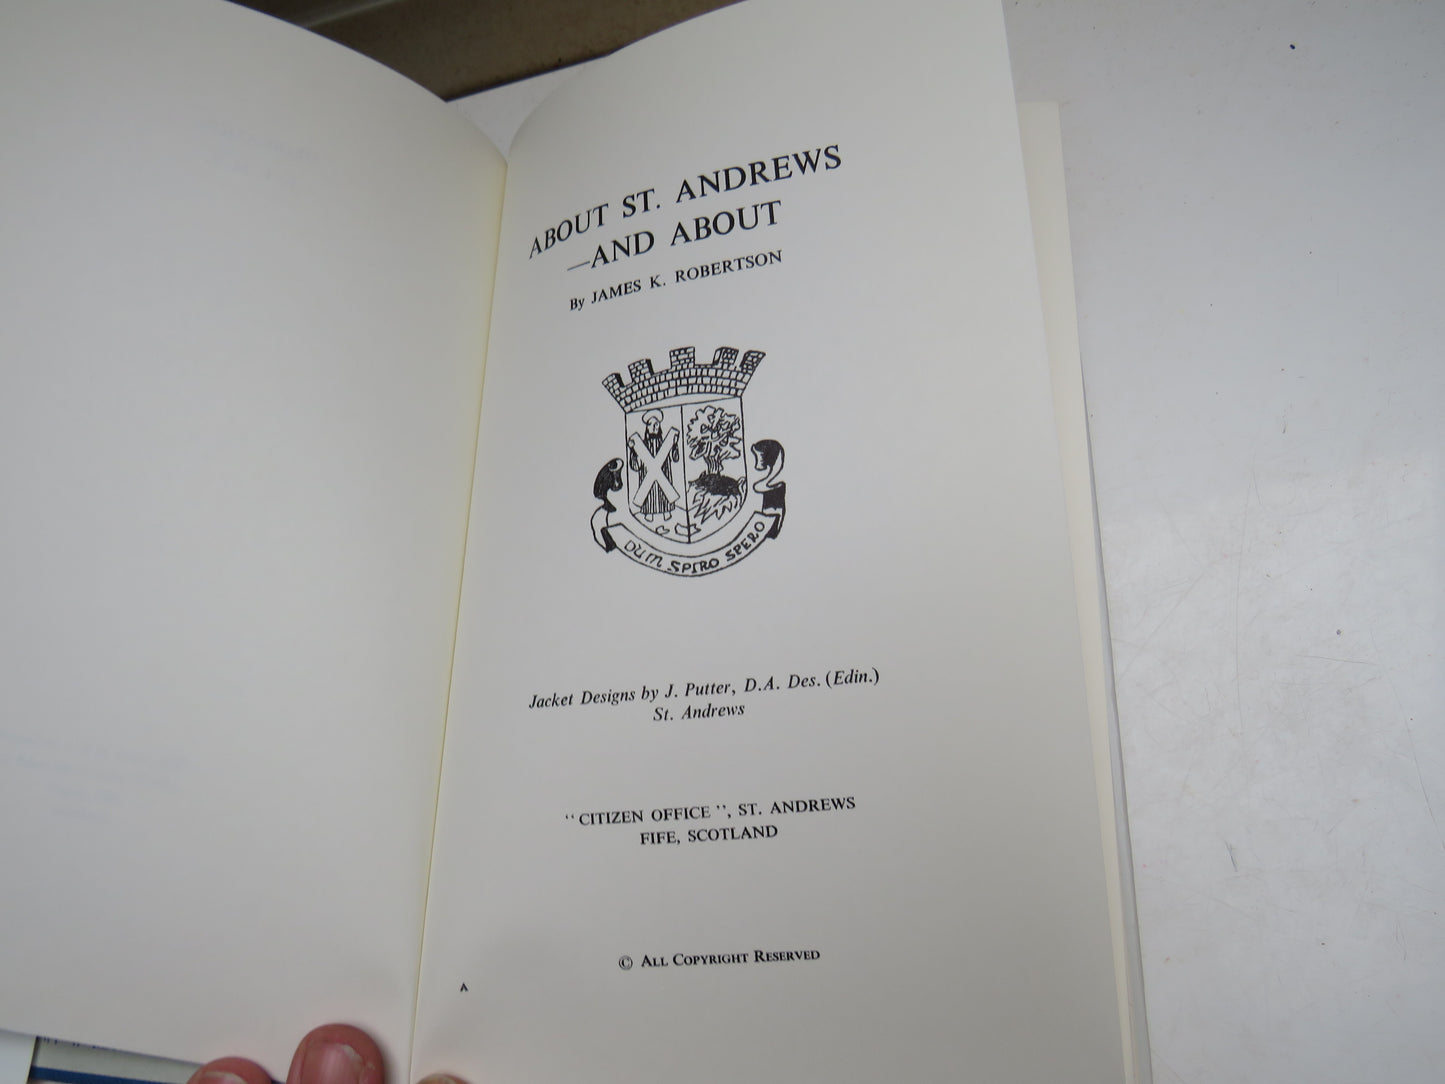 ABOUT ST. ANDREWS
—AND ABOUT
By JAMES K. ROBERTSON
DUM SPIRO SPERO
Jacket Designs by J. Putter, D.A. Des. (Edin.)
St. Andrews
“CITIZEN OFFICE”, ST. ANDREWS
FIFE, SCOTLAND
© ALL COPYRIGHT RESERVED
A